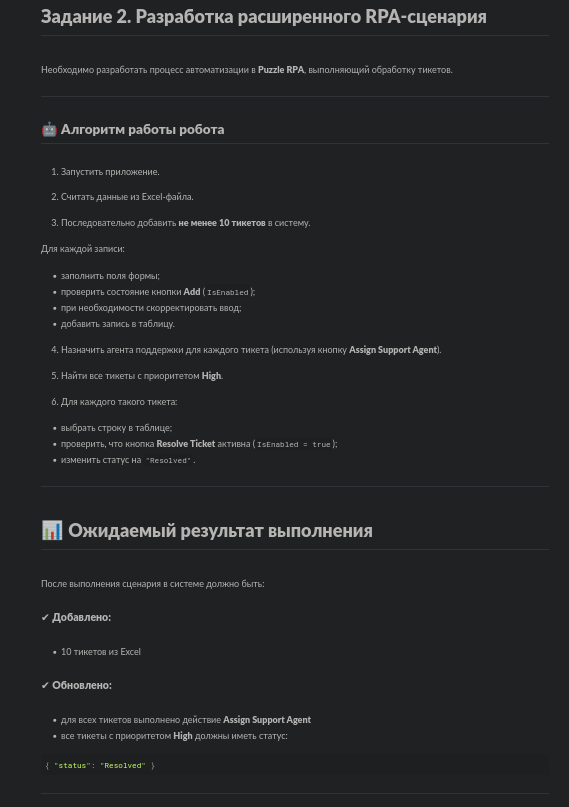 Задание 2. Разработка расширенного RPA-сценария
Необходимо разработать процесс автоматизации в Puzzle RPA, выполняющий обработку тикетов.
🤖 Алгоритм работы робота
1. Запустить приложение.
2. Считать данные из Excel-файла.
3. Последовательно добавить не менее 10 тикетов в систему.
Для каждой записи:
• заполнить поля формы;
• проверить состояние кнопки Add ( IsEnabled );
• при необходимости скорректировать ввод;
• добавить запись в таблицу.
4. Назначить агента поддержки для каждого тикета (используя кнопку Assign Support Agent).
5. Найти все тикеты с приоритетом High.
6. Для каждого такого тикета:
• выбрать строку в таблице;
• проверить, что кнопка Resolve Ticket активна ( IsEnabled = true );
• изменить статус на "Resolved" .
📊 Ожидаемый результат выполнения
После выполнения сценария в системе должно быть:
✔ Добавлено:
• 10 тикетов из Excel
✔ Обновлено:
• для всех тикетов выполнено действие Assign Support Agent
• все тикеты с приоритетом High должны иметь статус:
{ "status": "Resolved" }